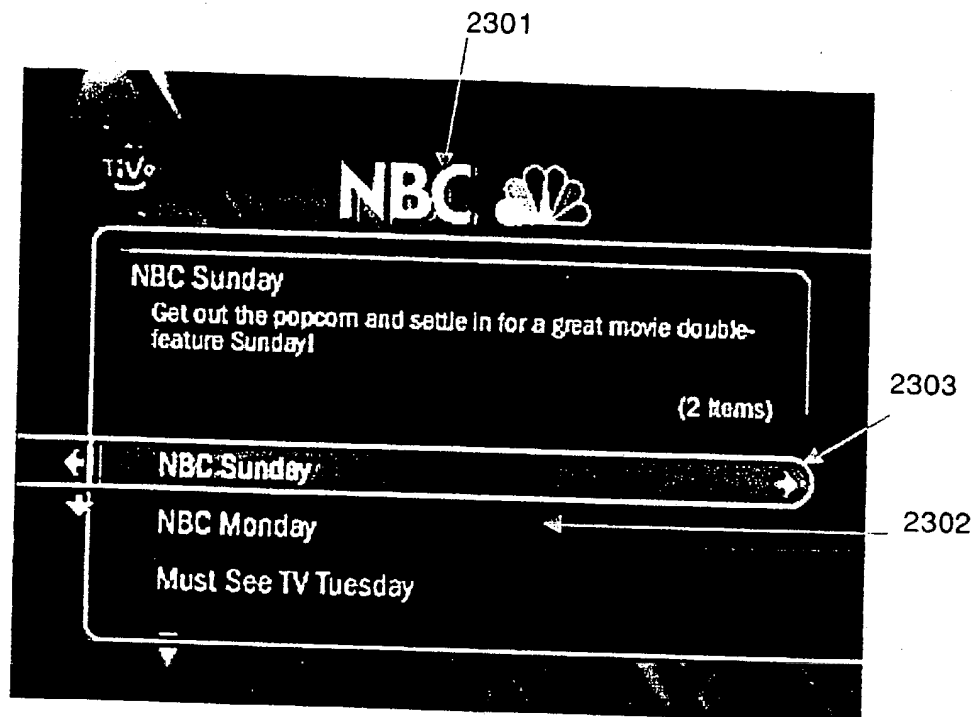 2301
TiVo
NBC
NBC Sunday
Get out the popcorn and settle in for a great movie double-
feature Sunday!
(2 Items)
2303
NBC Sunday
NBC Monday
2302
Must See TV Tuesday